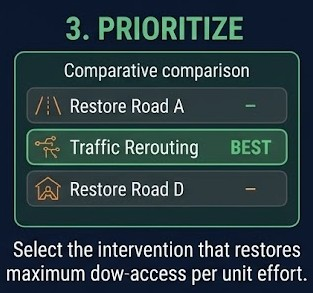 3. PRIORITIZE
Comparative comparison
Restore Road A –
Traffic Rerouting BEST
Restore Road D –
Select the intervention that restores
maximum dow-access per unit effort.